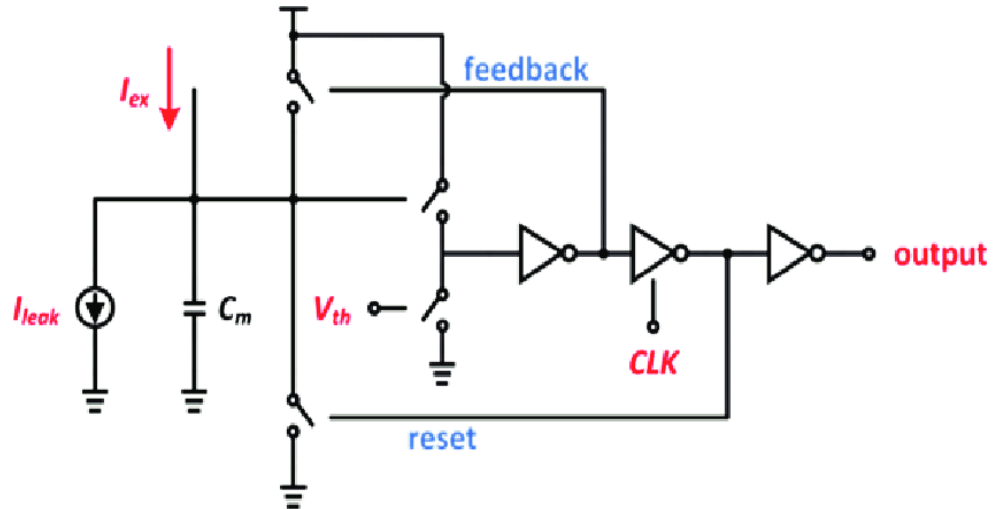 feedback
I_ex
I_leak
C_m
V_th
output
CLK
reset